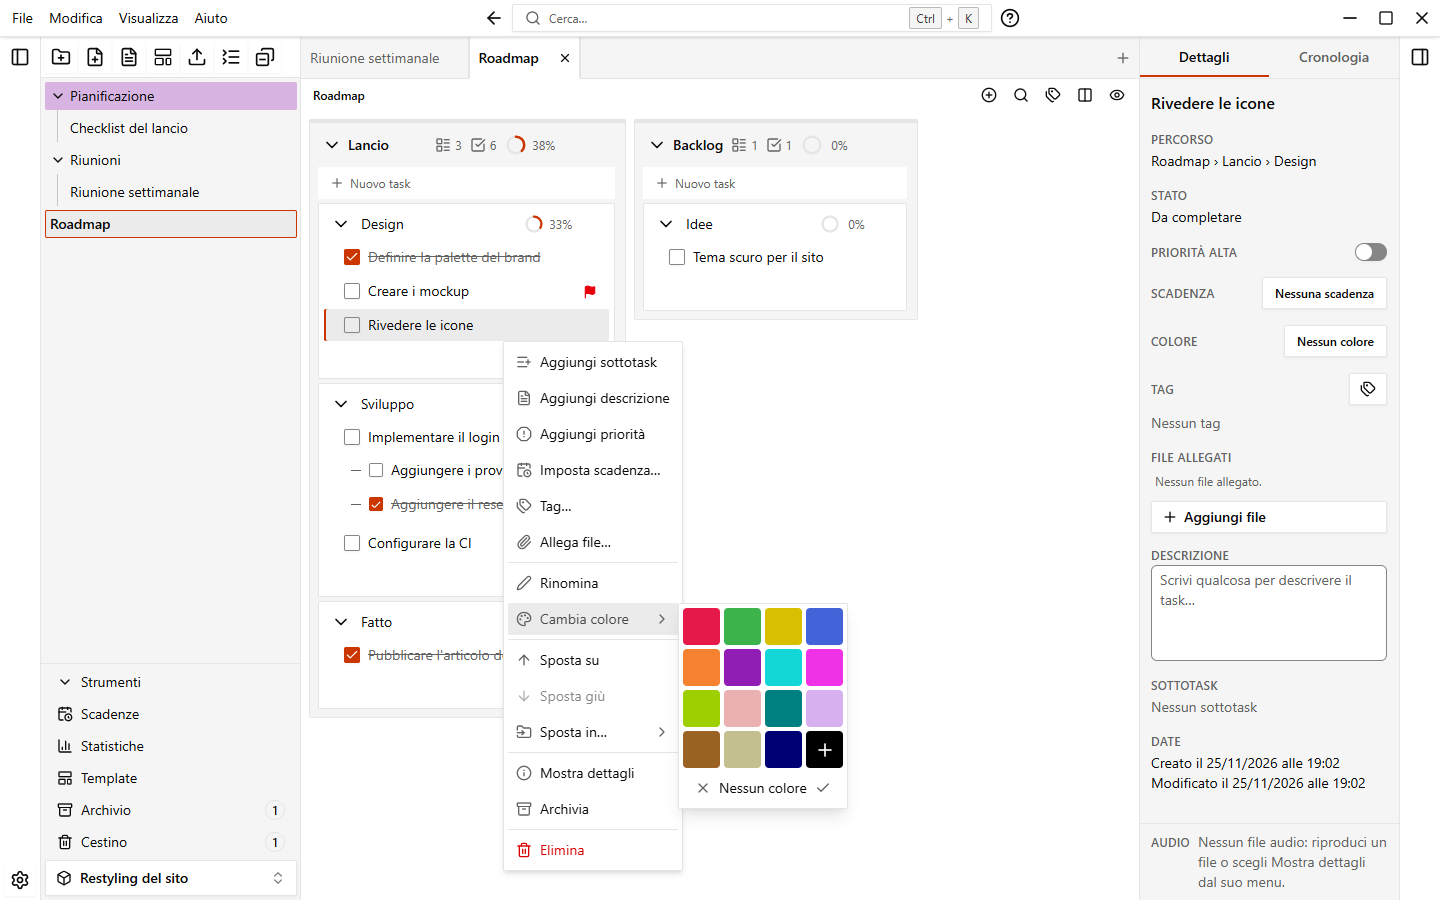 File Modifica Visualizza Aiuto
Cerca... Ctrl + K
Riunione settimanale
Roadmap
Dettagli
Cronologia
Pianificazione
Checklist del lancio
Riunioni
Riunione settimanale
Roadmap
Strumenti
Scadenze
Statistiche
Template
Archivio 1
Cestino 1
Restyling del sito
Roadmap
Lancio 3 6 38%
Nuovo task
Design 33%
Definire la palette del brand
Creare i mockup
Rivedere le icone
Sviluppo
Implementare il login
Aggiungere i prov
Aggiungere il rese
Configurare la CI
Fatto
Pubblicare l'articolo d
Backlog 1 1 0%
Nuovo task
Idee 0%
Tema scuro per il sito
Aggiungi sottotask
Aggiungi descrizione
Aggiungi priorità
Imposta scadenza...
Tag...
Allega file...
Rinomina
Cambia colore
Sposta su
Sposta giù
Sposta in...
Mostra dettagli
Archivia
Elimina
Nessun colore
Rivedere le icone
PERCORSO
Roadmap › Lancio › Design
STATO
Da completare
PRIORITÀ ALTA
SCADENZA Nessuna scadenza
COLORE Nessun colore
TAG
Nessun tag
FILE ALLEGATI
Nessun file allegato.
Aggiungi file
DESCRIZIONE
Scrivi qualcosa per descrivere il
task...
SOTTOTASK
Nessun sottotask
DATE
Creato il 25/11/2026 alle 19:02
Modificato il 25/11/2026 alle 19:02
AUDIO Nessun file audio: riproduci un
file o scegli Mostra dettagli
dal suo menu.